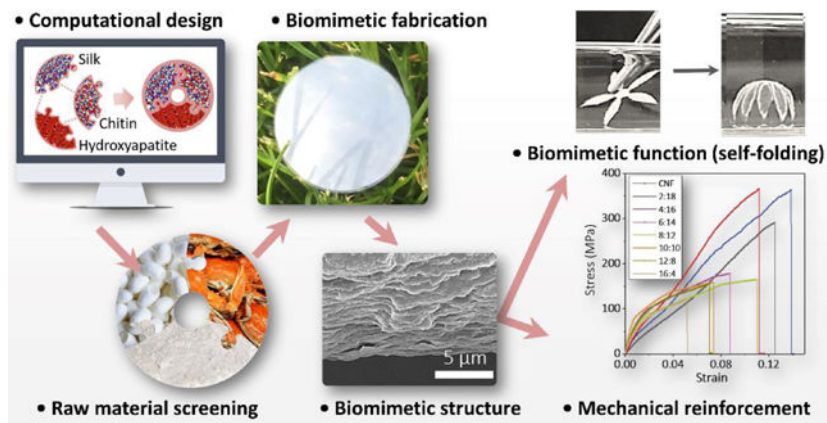 • Computational design
Silk
Chitin
Hydroxyapatite
• Biomimetic fabrication
• Biomimetic function (self-folding)
• Raw material screening
5 μm
• Biomimetic structure
400
300
200
100
0
Stress (MPa)
CNF
2:18
4:16
6:14
8:12
10:10
12:8
16:4
0.00
0.04
0.08
0.12
Strain
• Mechanical reinforcement